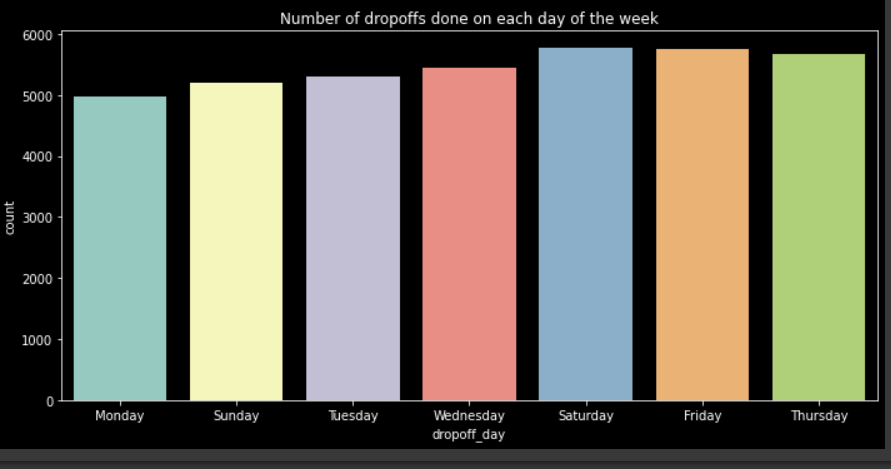 Number of dropoffs done on each day of the week
6000
5000
4000
3000
2000
1000
0
count
Monday Sunday Tuesday Wednesday Saturday Friday Thursday
dropoff_day